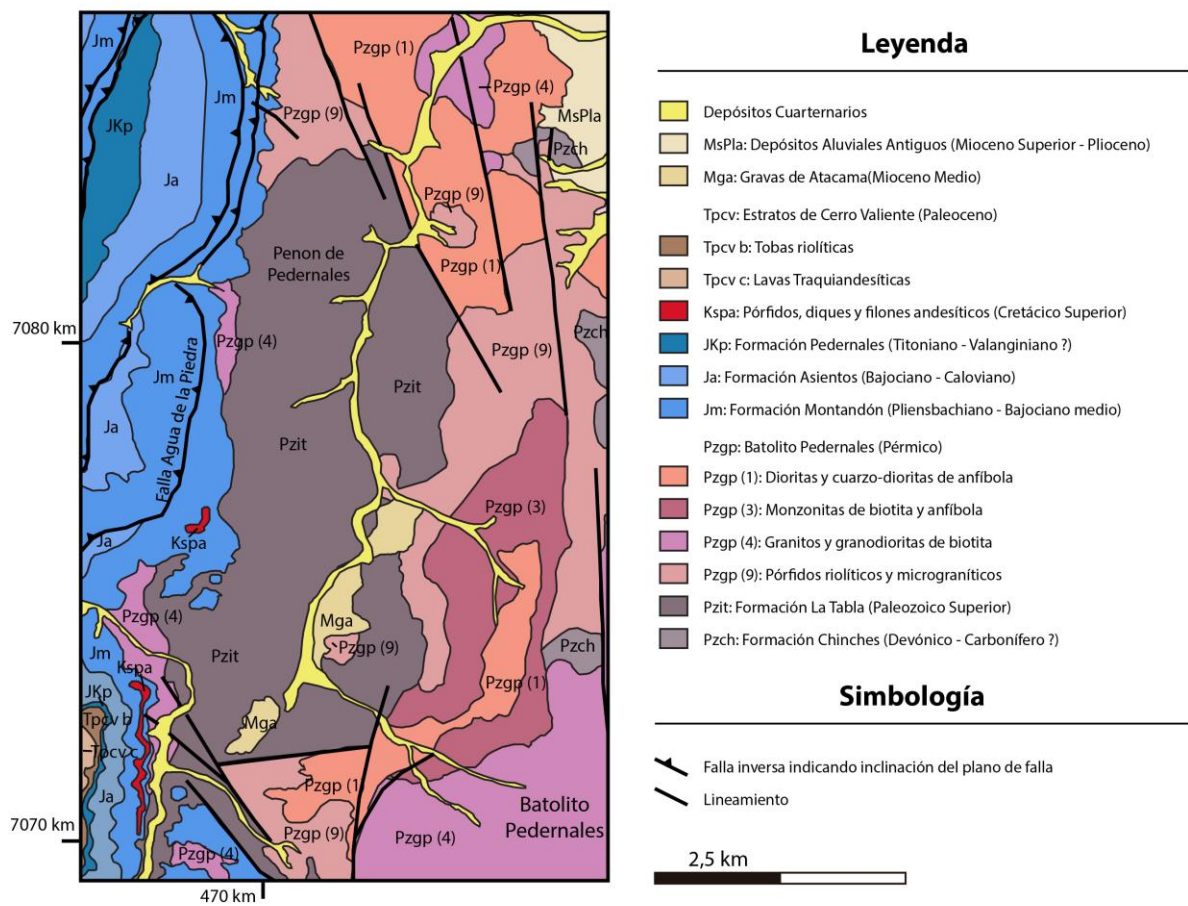 Jm
Pzgp (1)
Pzgp (4)
JKp
Jm
Pzgp (9)
MsPla
Pzch
Ja
Pzgp (9)
Penon de
Pedernales
Pzgp (1)
7080 km
Pzgp (4)
Pzgp (9)
Pzch
Jm
Falla Agua de la Piedra
Pzit
Ja
Pzit
Pzgp (3)
Ja
Kspa
Pzgp (4)
Mga
Jm
Pzit
Pzgp (9)
Pzch
Kspa
JKp
Pzgp (1)
Tpcv b
Mga
Tpcv c
Ja
Pzgp (1)
Batolito
Pedernales
7070 km
Pzgp (9)
Pzgp (4)
Pzgp (4)
470 km
Leyenda
Depósitos Cuarternarios
MsPla: Depósitos Aluviales Antiguos (Mioceno Superior - Plioceno)
Mga: Gravas de Atacama(Mioceno Medio)
Tpcv: Estratos de Cerro Valiente (Paleoceno)
Tpcv b: Tobas riolíticas
Tpcv c: Lavas Traquiandesíticas
Kspa: Pórfidos, diques y filones andesíticos (Cretácico Superior)
JKp: Formación Pedernales (Titoniano - Valanginiano ?)
Ja: Formación Asientos (Bajociano - Caloviano)
Jm: Formación Montandón (Pliensbachiano - Bajociano medio)
Pzgp: Batolito Pedernales (Pérmico)
Pzgp (1): Dioritas y cuarzo-dioritas de anfíbola
Pzgp (3): Monzonitas de biotita y anfíbola
Pzgp (4): Granitos y granodioritas de biotita
Pzgp (9): Pórfidos riolíticos y micrograníticos
Pzit: Formación La Tabla (Paleozoico Superior)
Pzch: Formación Chinches (Devónico - Carbonífero ?)
Simbología
Falla inversa indicando inclinación del plano de falla
Lineamiento
2,5 km